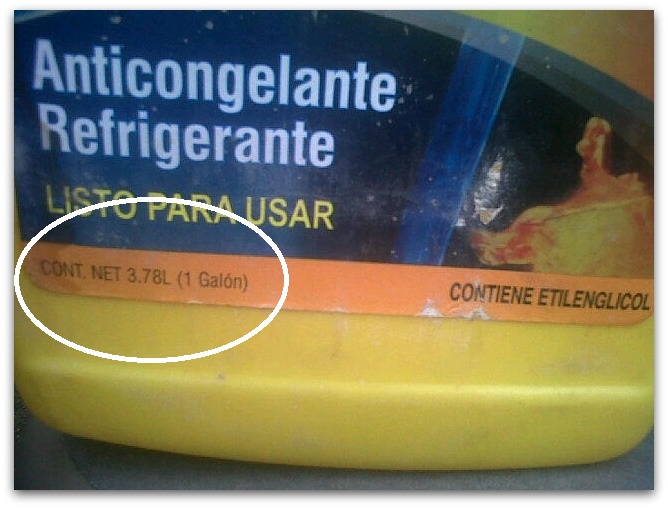 Anticongelante
Refrigerante
LISTO PARA USAR
CONT. NET 3.78L (1 Galón)
CONTIENE ETILENGLICOL